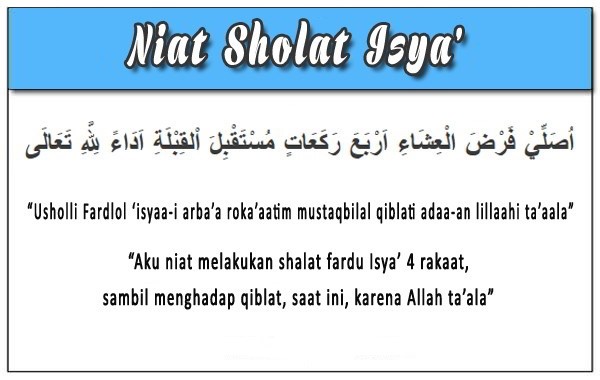 Niat Sholat Isya'
اُصَلِّيْ فَرْضَ الْعِشَاءِ اَرْبَعَ رَكَعَاتٍ مُسْتَقْبِلَ اْلقِبْلَةِ اَدَاءً لِلَّهِ تَعَالَى
“Usholli Fardlol ‘isyaa-i arba’a roka’aatim mustaqbilal qiblati adaa-an lillaahi ta’aala”
“Aku niat melakukan shalat fardu Isya’ 4 rakaat,
sambil menghadap qiblat, saat ini, karena Allah ta’ala”